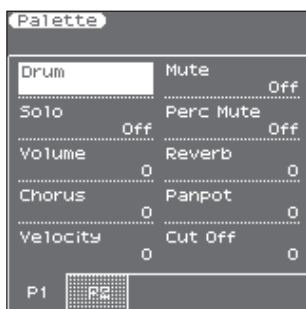 Palette
Drum
Mute
Off
Solo
Off
Perc Mute
Off
Volume
0
Reverb
0
Chorus
0
Panpot
0
Velocity
0
Cut Off
0
P1
P2